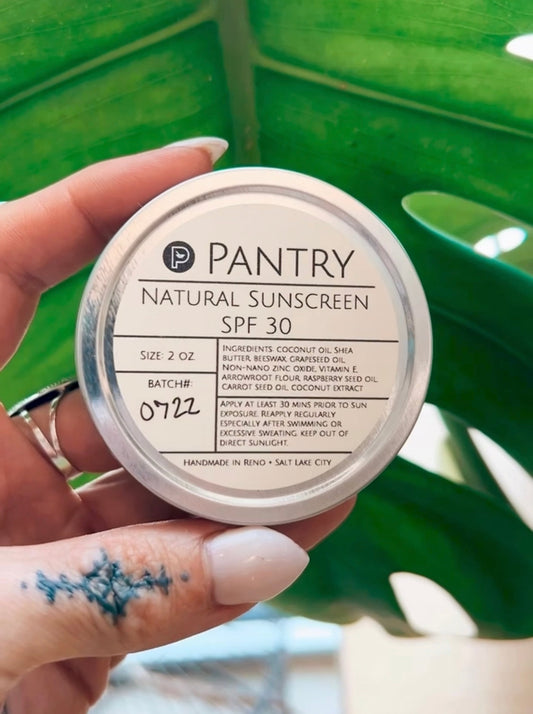 P PANTRY
NATURAL SUNSCREEN
SPF 30
SIZE: 2 OZ.
BATCH#:
0722
INGREDIENTS: COCONUT OIL, SHEA
BUTTER, BEESWAX, GRAPESEED OIL,
NON-NANO ZINC OXIDE, VITAMIN E,
ARROWROOT FLOUR, RASPBERRY SEED OIL,
CARROT SEED OIL, COCONUT EXTRACT
APPLY AT LEAST 30 MINS PRIOR TO SUN
EXPOSURE. REAPPLY REGULARLY
ESPECIALLY AFTER SWIMMING OR
EXCESSIVE SWEATING. KEEP OUT OF
DIRECT SUNLIGHT.
HANDMADE IN RENO • SALT LAKE CITY